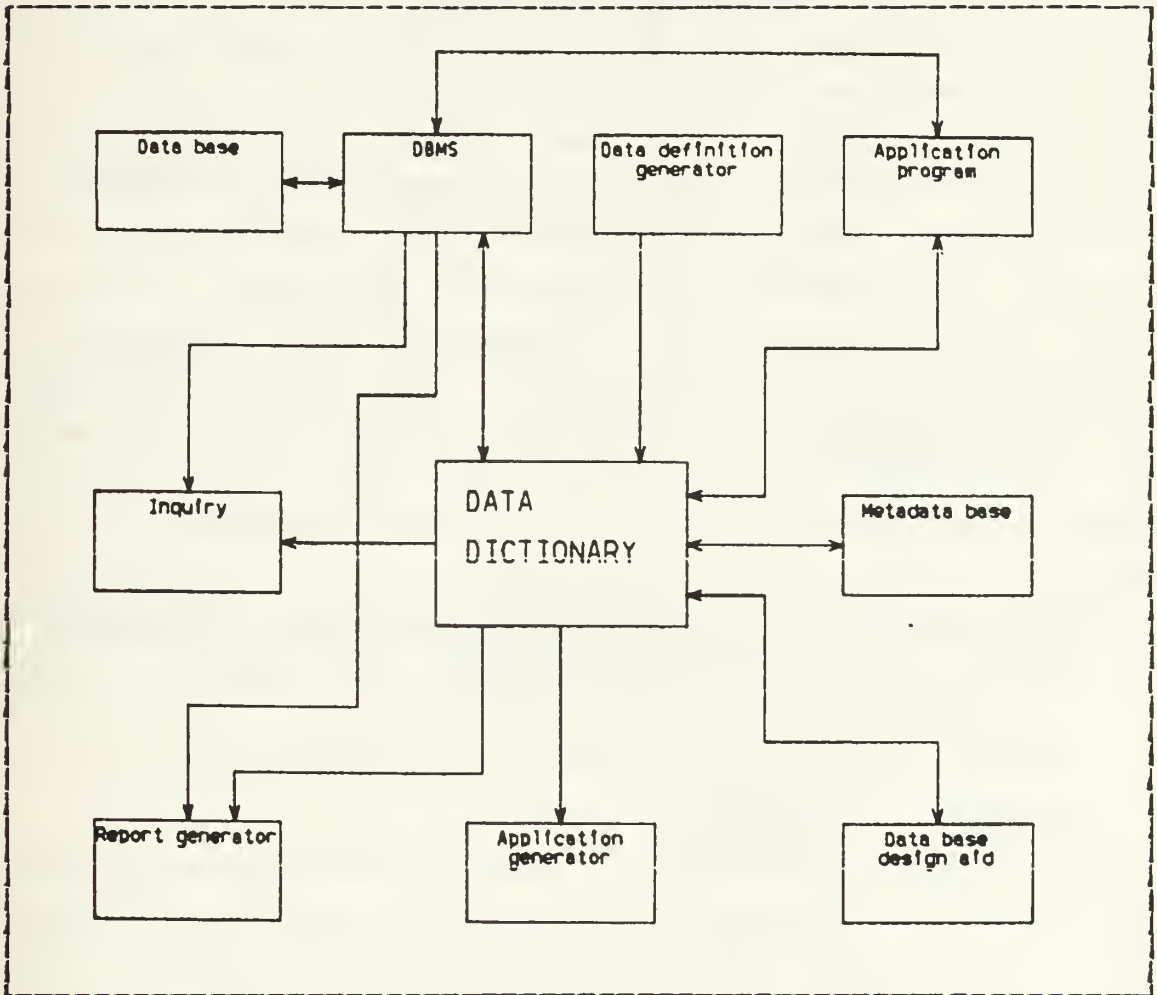 Data base
DBMS
Data definition
generator
Application
program
Inquiry
DATA
DICTIONARY
Metadata base
Report generator
Application
generator
Data base
design aid